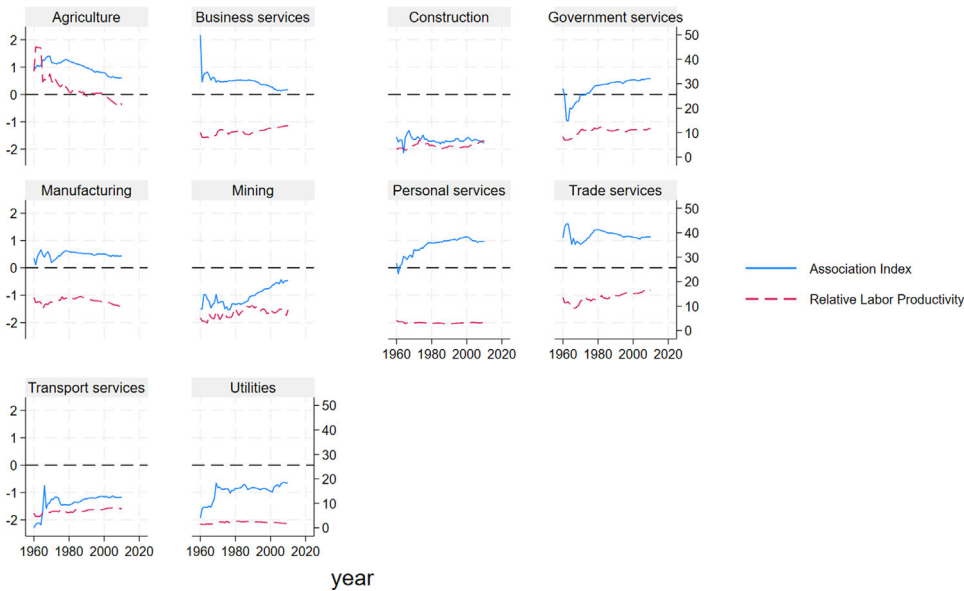 Agriculture Business services Construction Government services
2 1 0 -1 -2
50 40 30 20 10 0
Manufacturing Mining Personal services Trade services
2 1 0 -1 -2
50 40 30 20 10 0
1960 1980 2000 2020 1960 1980 2000 2020
Association Index
Relative Labor Productivity
Transport services Utilities
2 1 0 -1 -2
50 40 30 20 10 0
1960 1980 2000 2020 1960 1980 2000 2020
year